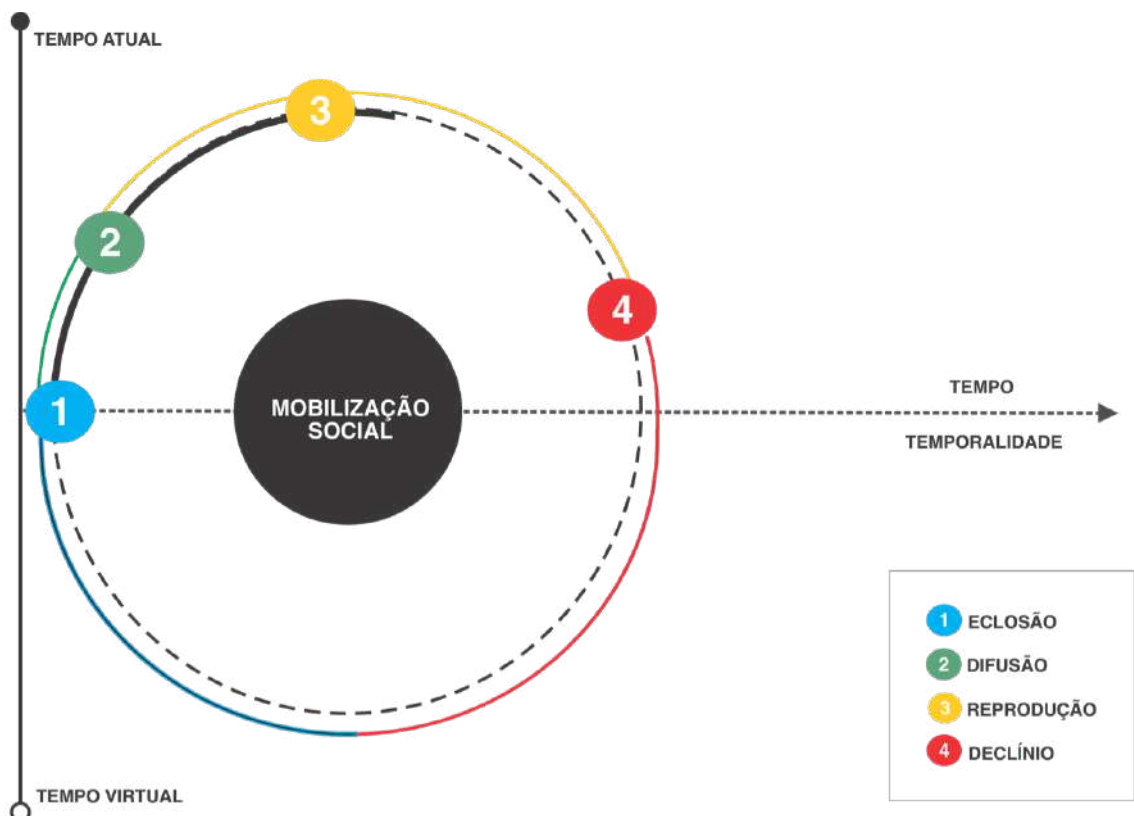 TEMPO ATUAL
3
2
4
1
MOBILIZAÇÃO
SOCIAL
TEMPO
TEMPORALIDADE
1 ECLOSÃO
2 DIFUSÃO
3 REPRODUÇÃO
4 DECLÍNIO
TEMPO VIRTUAL